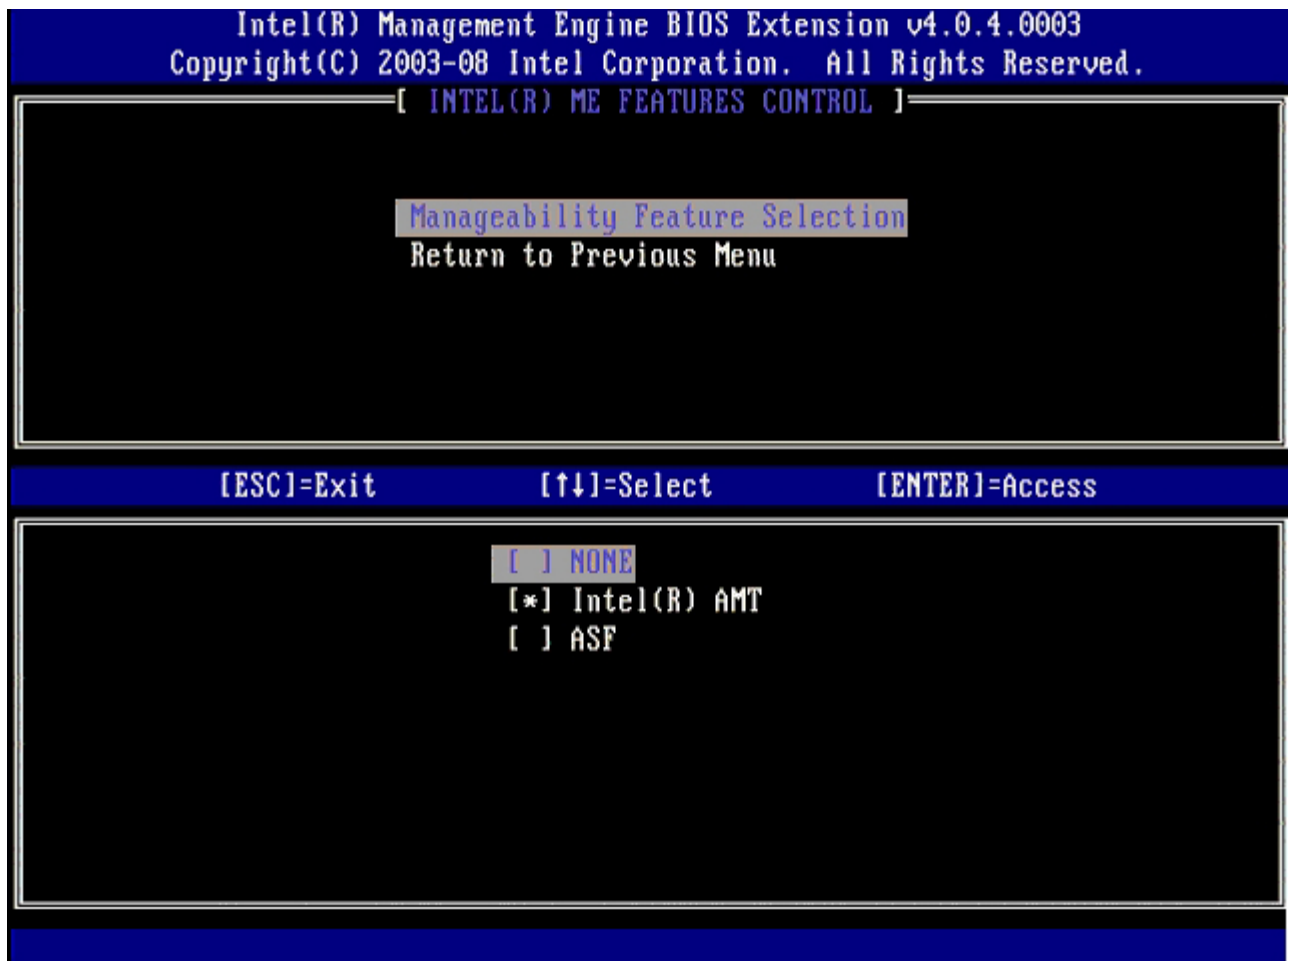 Intel(R) Management Engine BIOS Extension v4.0.4.0003
Copyright(C) 2003-08 Intel Corporation. All Rights Reserved.
[ INTEL(R) ME FEATURES CONTROL ]
Manageability Feature Selection
Return to Previous Menu
[ESC]=Exit [↑↓]=Select [ENTER]=Access
[ ] NONE
[*] Intel(R) AMT
[ ] ASF